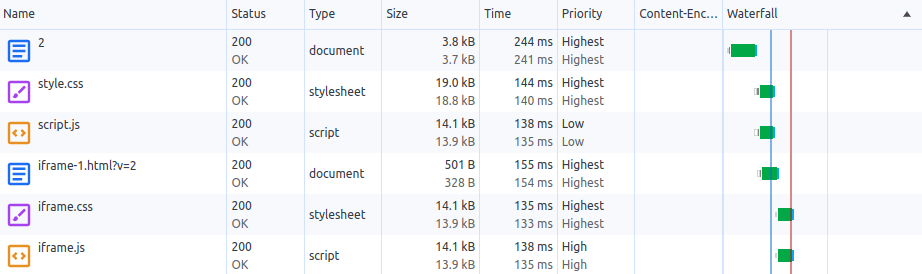 Name Status Type Size Time Priority Content-Enc... Waterfall
2 200 document 3.8 kB 244 ms Highest
OK 3.7 kB 241 ms Highest
style.css 200 stylesheet 19.0 kB 144 ms Highest
OK 18.8 kB 140 ms Highest
script.js 200 script 14.1 kB 138 ms Low
OK 13.9 kB 135 ms Low
iframe-1.html?v=2 200 document 501 B 155 ms Highest
OK 328 B 154 ms Highest
iframe.css 200 stylesheet 14.1 kB 135 ms Highest
OK 13.9 kB 133 ms Highest
iframe.js 200 script 14.1 kB 138 ms High
OK 13.9 kB 135 ms High